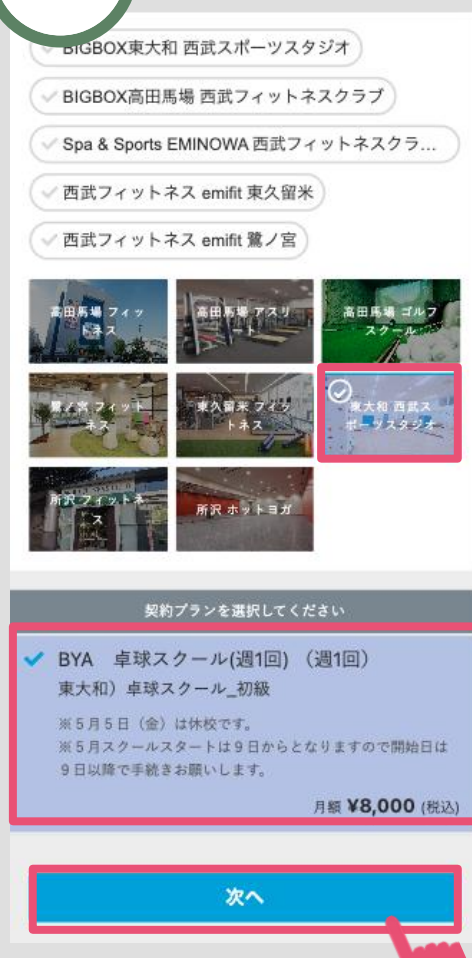 BIGBOX東大和 西武スポーツスタジオ
BIGBOX高田馬場 西武フィットネスクラブ
Spa & Sports EMINOWA 西武フィットネスクラ...
西武フィットネス emifit 東久留米
西武フィットネス emifit 鷺ノ宮
高田馬場 フィッ
トネス
高田馬場 アスリ
ート
高田馬場 ゴルフ
スクール
鷺ノ宮 フィット
ネス
東久留米 フィッ
トネス
東大和 西武ス
ポーツスタジオ
所沢 フィットネ
ス
所沢 ホットヨガ
契約プランを選択してください
BYA 卓球スクール(週1回) （週1回）
東大和）卓球スクール_初級
※５月５日（金）は休校です。
※５月スクールスタートは９日からとなりますので開始日は
９日以降で手続きお願いします。
月額 ¥8,000 (税込)
次へ